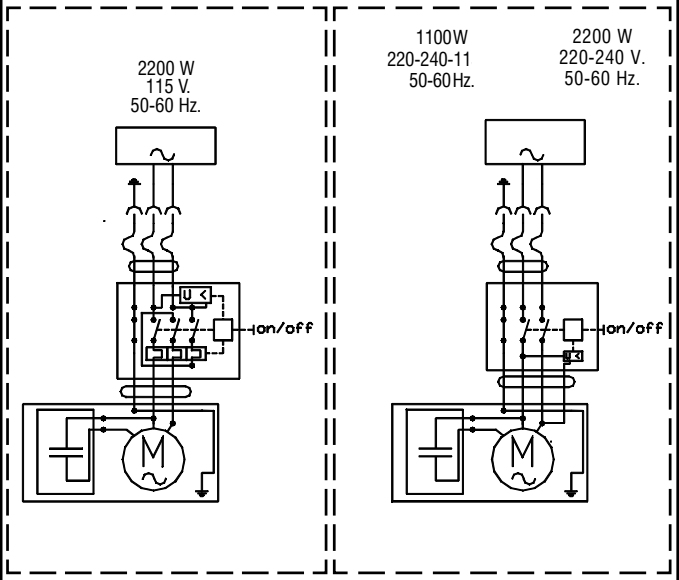 2200 W
115 V.
50-60 Hz.
U <
on/off
M
1100W
220-240-11
50-60Hz.
2200 W
220-240 V.
50-60 Hz.
on/off
U <
M